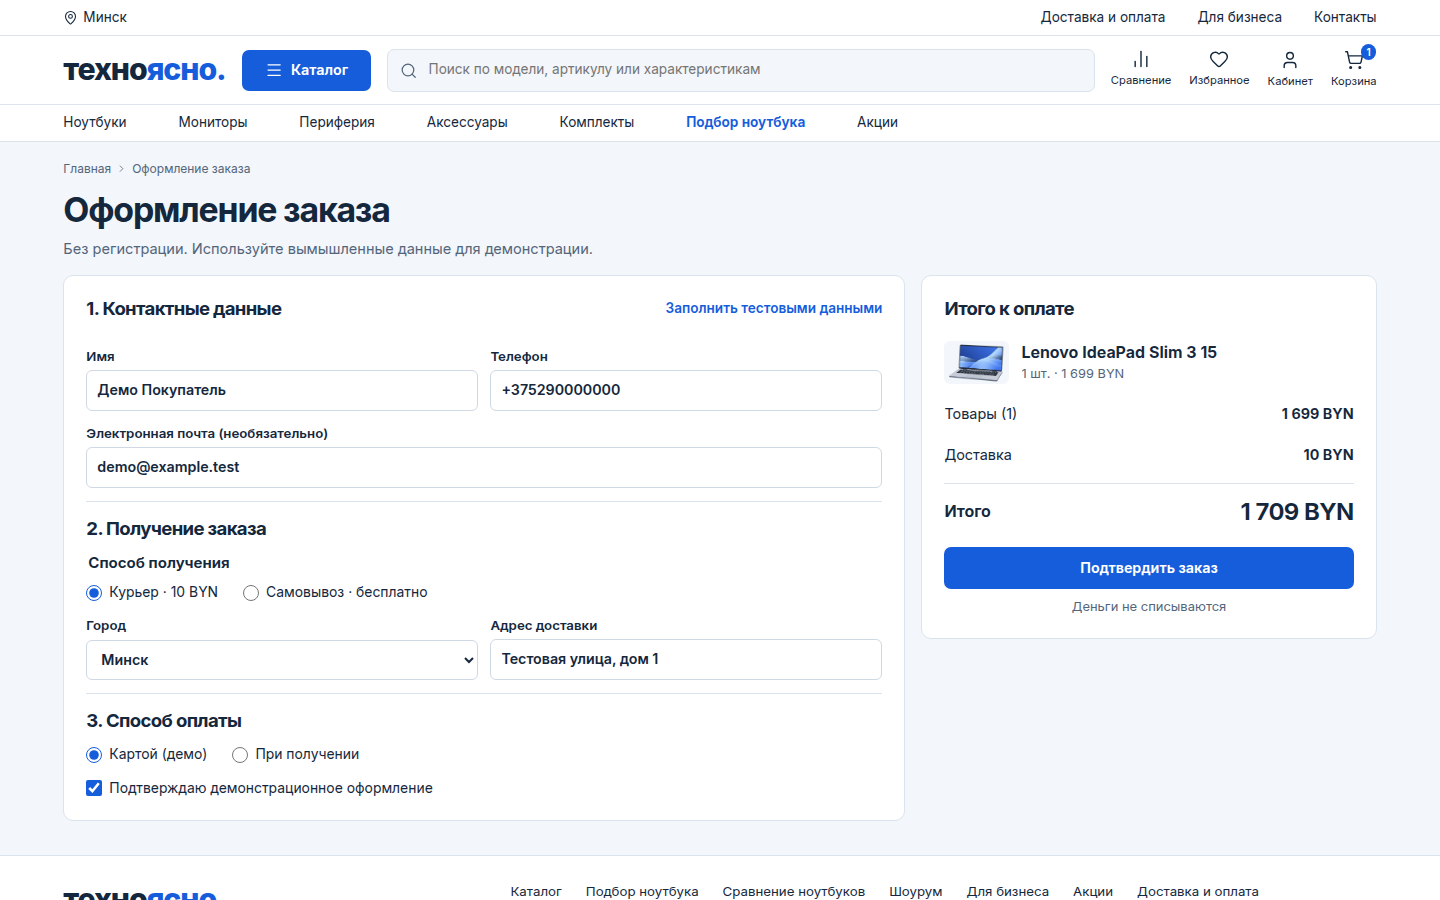 Минск
Доставка и оплата Для бизнеса Контакты
техноясно.
Каталог
Поиск по модели, артикулу или характеристикам
Сравнение
Избранное
Кабинет
1
Корзина
Ноутбуки Мониторы Периферия Аксессуары Комплекты Подбор ноутбука Акции
Главная Оформление заказа
Оформление заказа
Без регистрации. Используйте вымышленные данные для демонстрации.
1. Контактные данные
Заполнить тестовыми данными
Имя
Демо Покупатель
Телефон
+375290000000
Электронная почта (необязательно)
demo@example.test
2. Получение заказа
Способ получения
Курьер · 10 BYN
Самовывоз · бесплатно
Город
Минск
Адрес доставки
Тестовая улица, дом 1
3. Способ оплаты
Картой (демо)
При получении
Подтверждаю демонстрационное оформление
Итого к оплате
Lenovo IdeaPad Slim 3 15
1 шт. · 1 699 BYN
Товары (1) 1 699 BYN
Доставка 10 BYN
Итого 1 709 BYN
Подтвердить заказ
Деньги не списываются
техноясно
Каталог Подбор ноутбука Сравнение ноутбуков Шоурум Для бизнеса Акции Доставка и оплата